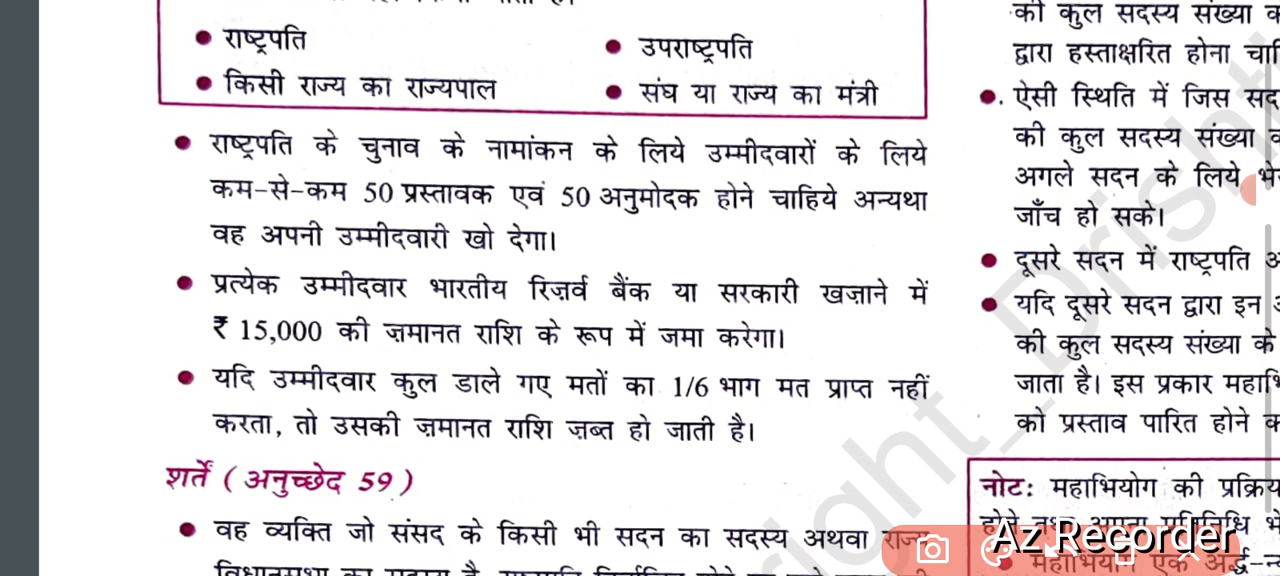 • राष्ट्रपति
• उपराष्ट्रपति
• किसी राज्य का राज्यपाल
• संघ या राज्य का मंत्री
• राष्ट्रपति के चुनाव के नामांकन के लिये उम्मीदवारों के लिये
कम-से-कम 50 प्रस्तावक एवं 50 अनुमोदक होने चाहिये अन्यथा
वह अपनी उम्मीदवारी खो देगा।
• प्रत्येक उम्मीदवार भारतीय रिज़र्व बैंक या सरकारी खज़ाने में
₹ 15,000 की ज़मानत राशि के रूप में जमा करेगा।
• यदि उम्मीदवार कुल डाले गए मतों का 1/6 भाग मत प्राप्त नहीं
करता, तो उसकी ज़मानत राशि ज़ब्त हो जाती है।
शर्तें (अनुच्छेद 59)
• वह व्यक्ति जो संसद के किसी भी सदन का सदस्य अथवा राज्य
की कुल सदस्य संख्या
द्वारा हस्ताक्षरित होना
• ऐसी स्थिति में जिस
की कुल सदस्य संख्या
अगले सदन के लिये
जाँच हो सके।
• दूसरे सदन में राष्ट्रपति
• यदि दूसरे सदन द्वारा इन
की कुल सदस्य संख्या के
जाता है। इस प्रकार
को प्रस्ताव पारित होने
नोट: महाभियोग की
Az Recorder
• महाभियोग एक